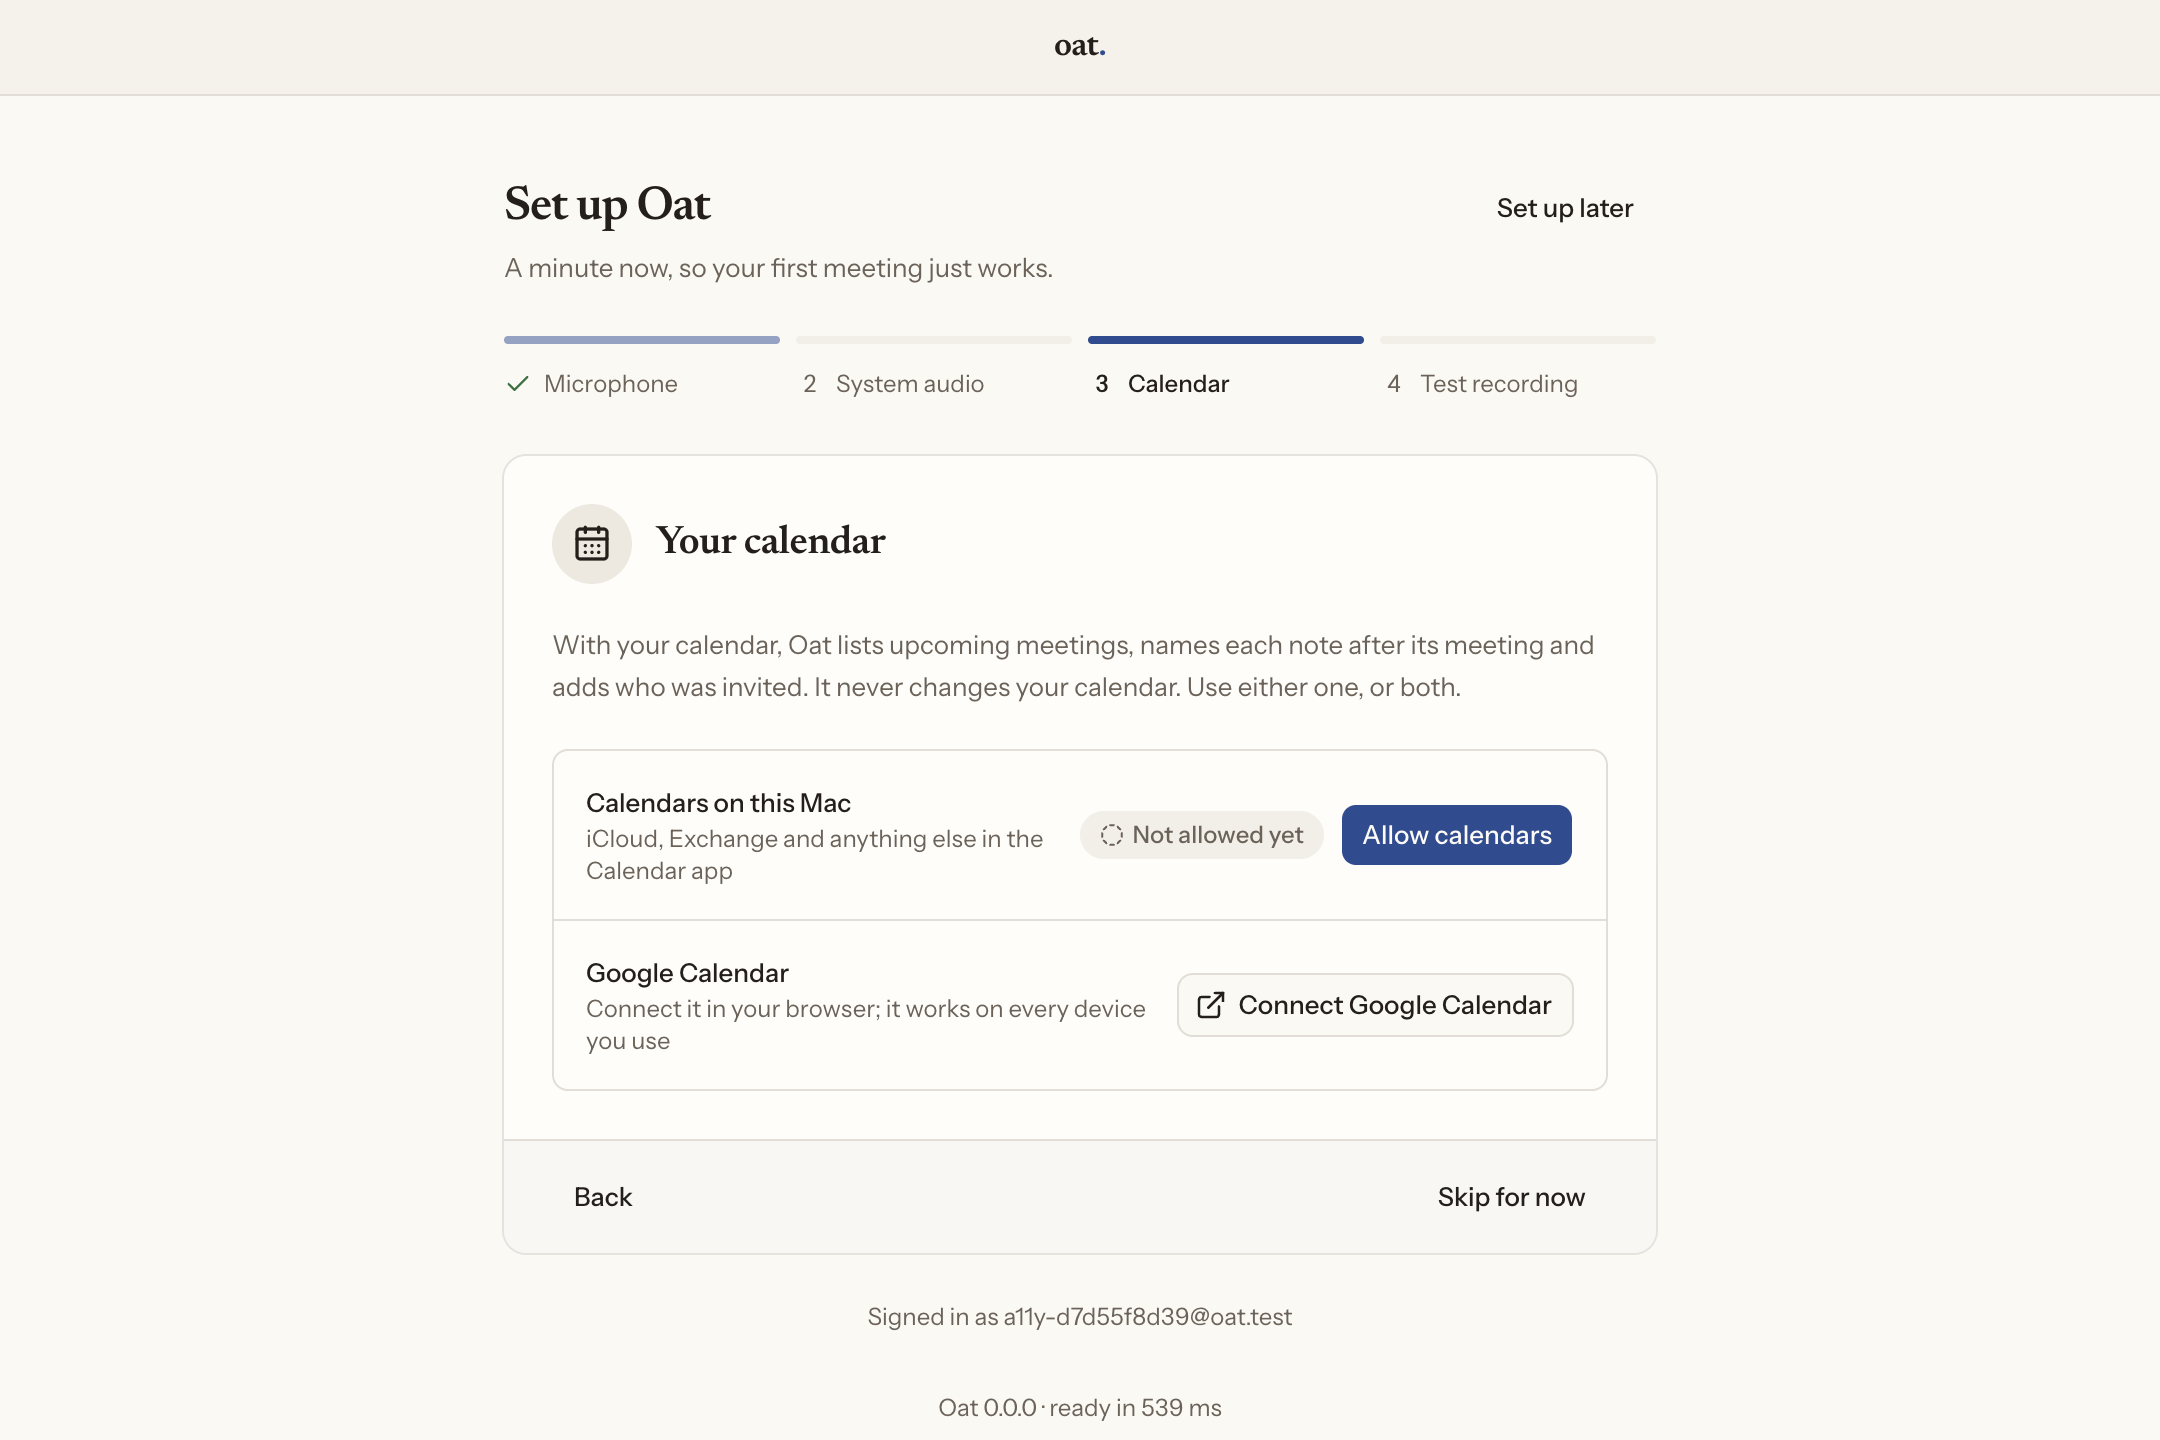 oat.
Set up Oat
Set up later
A minute now, so your first meeting just works.
Microphone
2 System audio
3 Calendar
4 Test recording
Your calendar
With your calendar, Oat lists upcoming meetings, names each note after its meeting and
adds who was invited. It never changes your calendar. Use either one, or both.
Calendars on this Mac
iCloud, Exchange and anything else in the
Calendar app
Not allowed yet
Allow calendars
Google Calendar
Connect it in your browser; it works on every device
you use
Connect Google Calendar
Back
Skip for now
Signed in as a11y-d7d55f8d39@oat.test
Oat 0.0.0 · ready in 539 ms